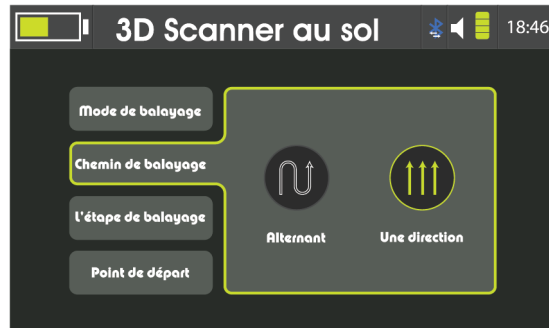 3D Scanner au sol
18:46
Mode de balayage
Chemin de balayage
L'étape de balayage
Point de départ
Alternant
Une direction